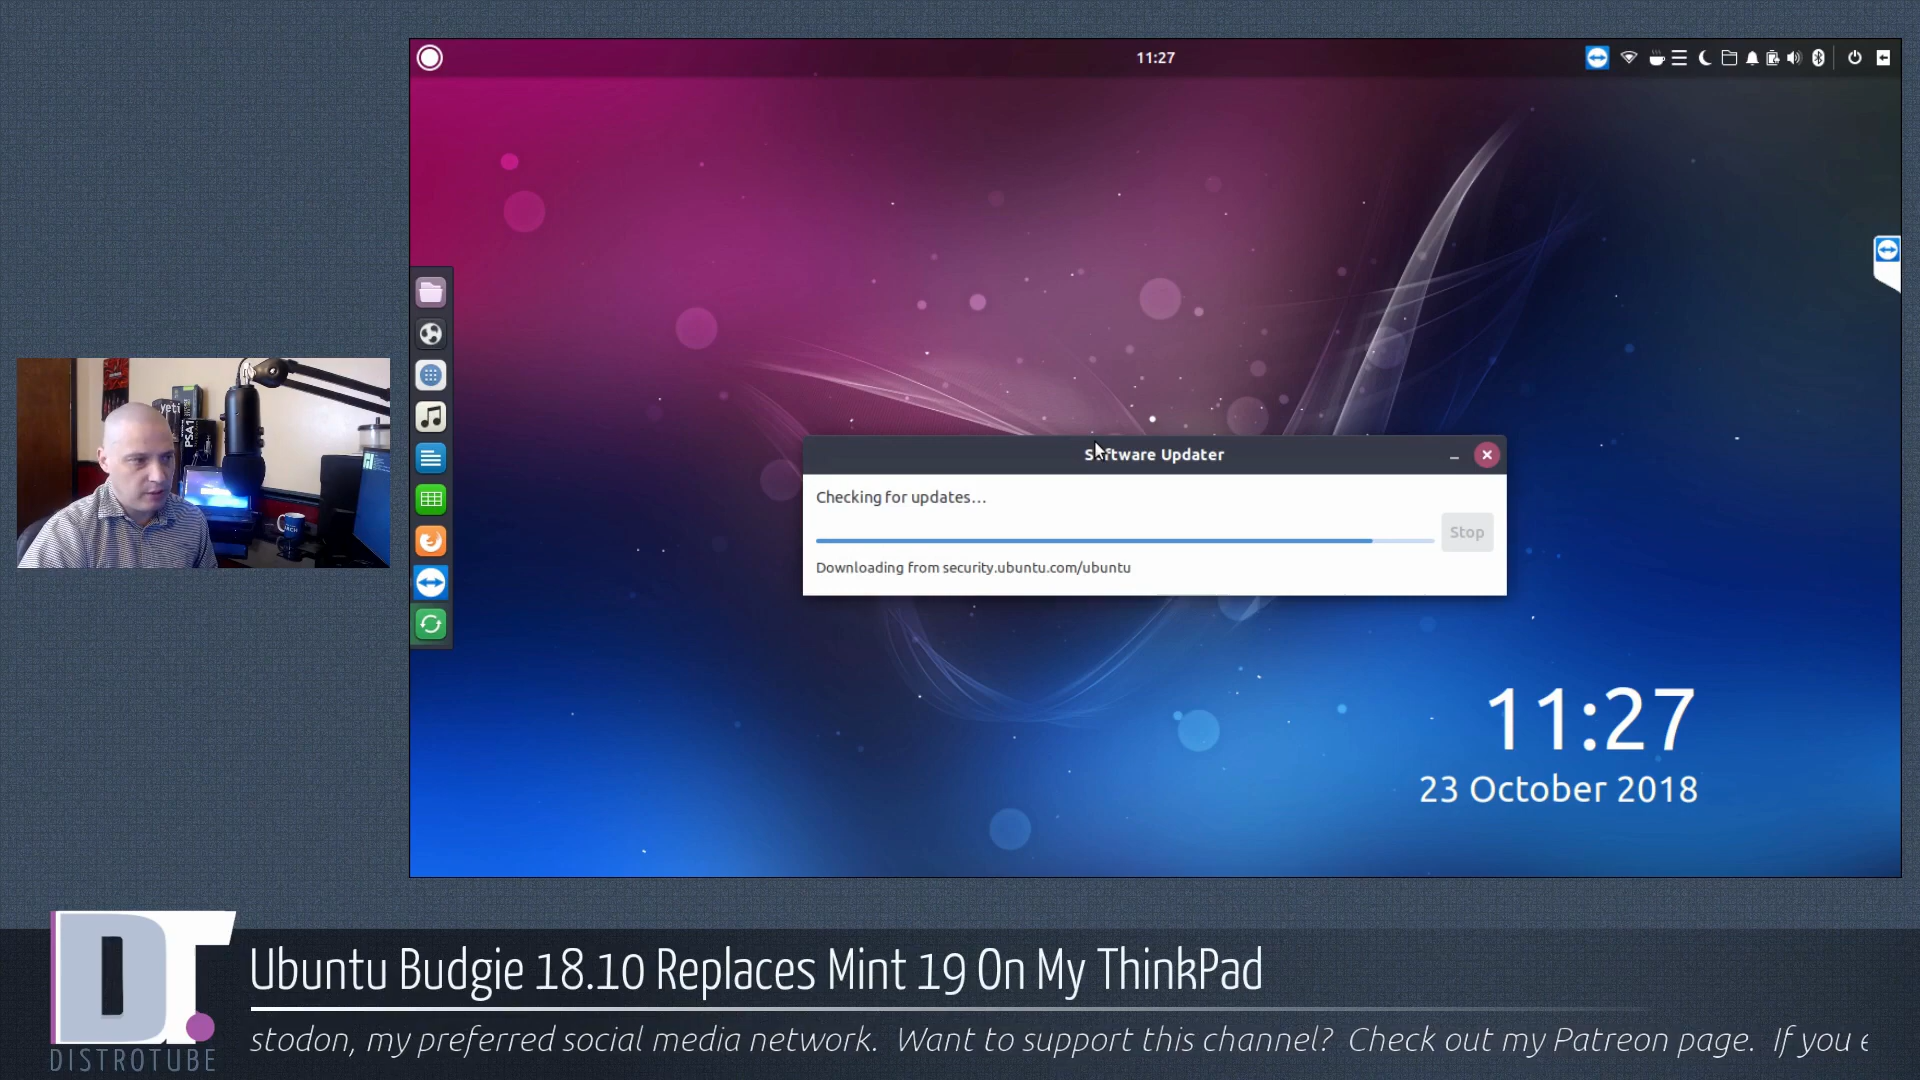 11:27
Software Updater
Checking for updates...
Stop
Downloading from security.ubuntu.com/ubuntu
yeti
PSA1
11:27
23 October 2018
DT
DISTROTUBE
Ubuntu Budgie 18.10 Replaces Mint 19 On My ThinkPad
stodon, my preferred social media network. Want to support this channel? Check out my Patreon page. If you e